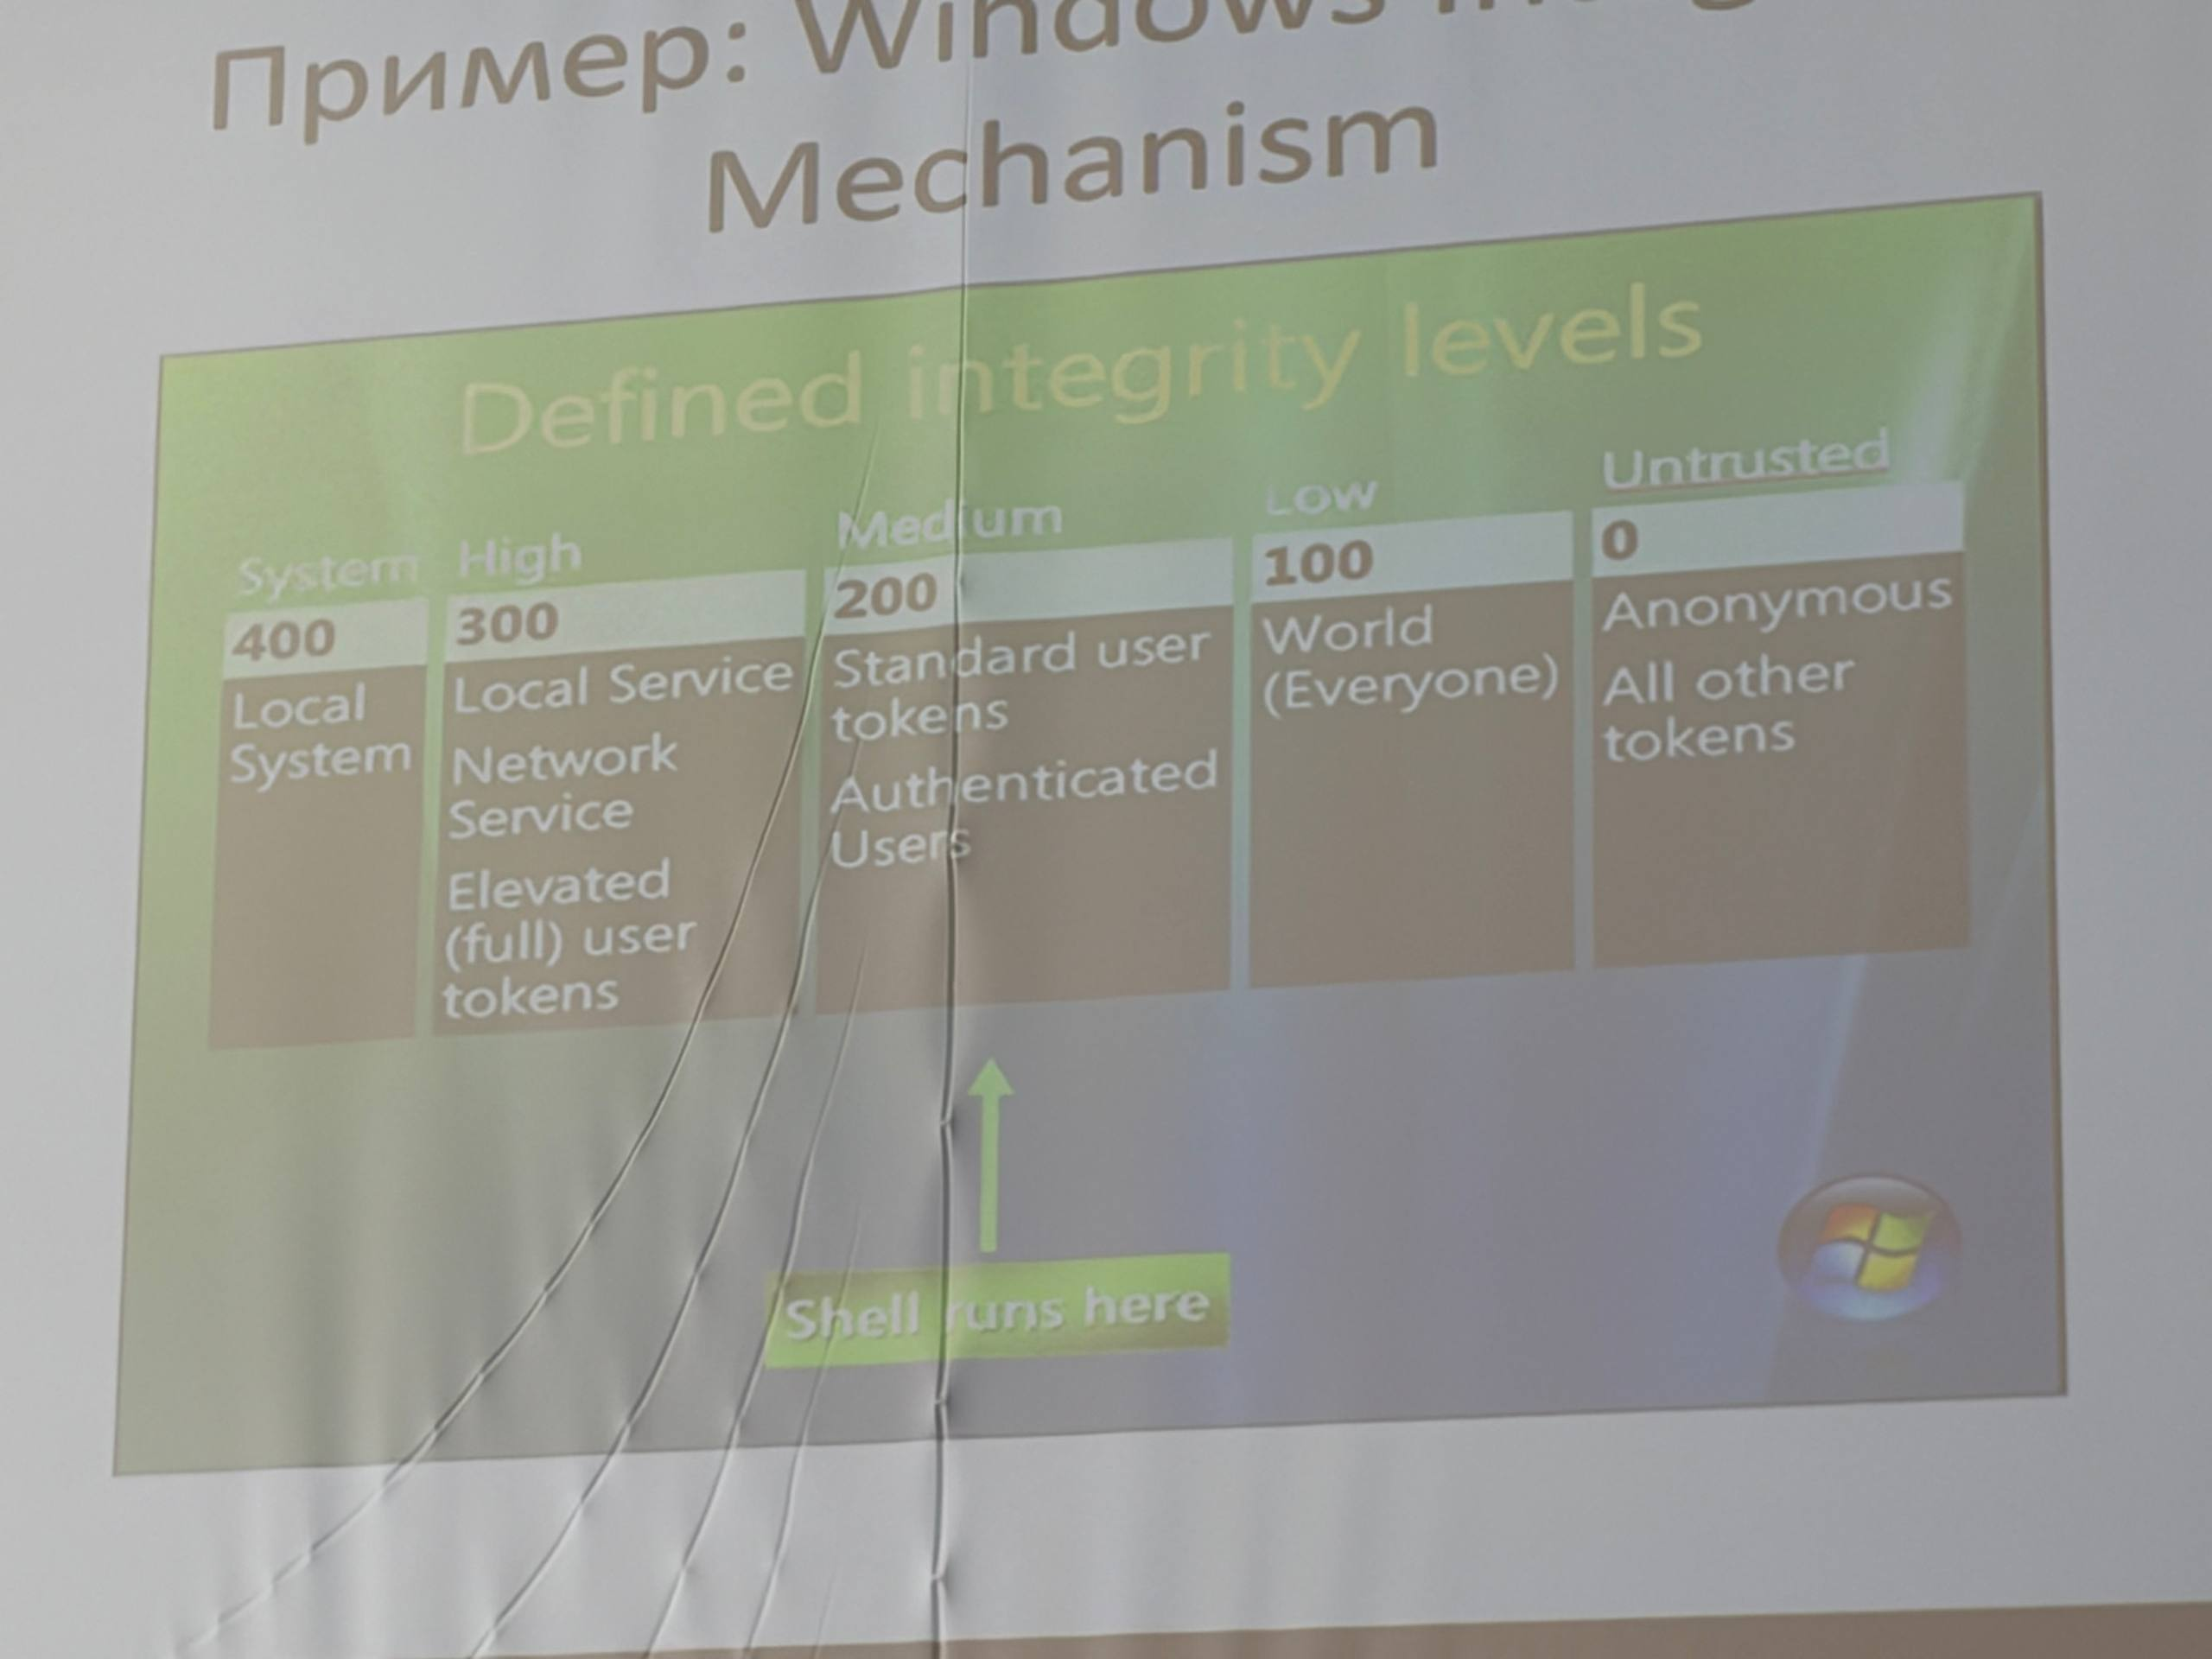 Пример: Windows
Mechanism
Defined integrity levels
System
400
Local
System
High
300
Local Service
Network
Service
Elevated
(full) user
tokens
Medium
200
Standard user
tokens
Authenticated
Users
Low
100
World
(Everyone)
Untrusted
0
Anonymous
All other
tokens
Shell runs here